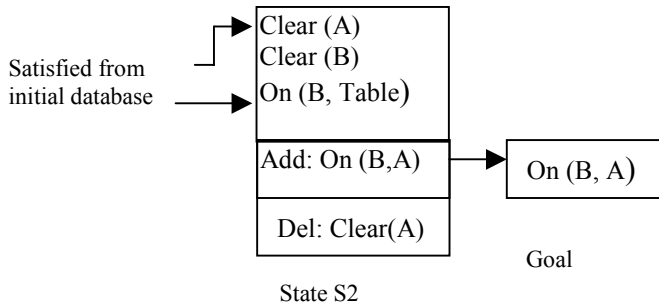 Clear (A)
Clear (B)
On (B, Table)
Satisfied from
initial database
Add: On (B,A)
On (B, A)
Del: Clear(A)
Goal
State S2